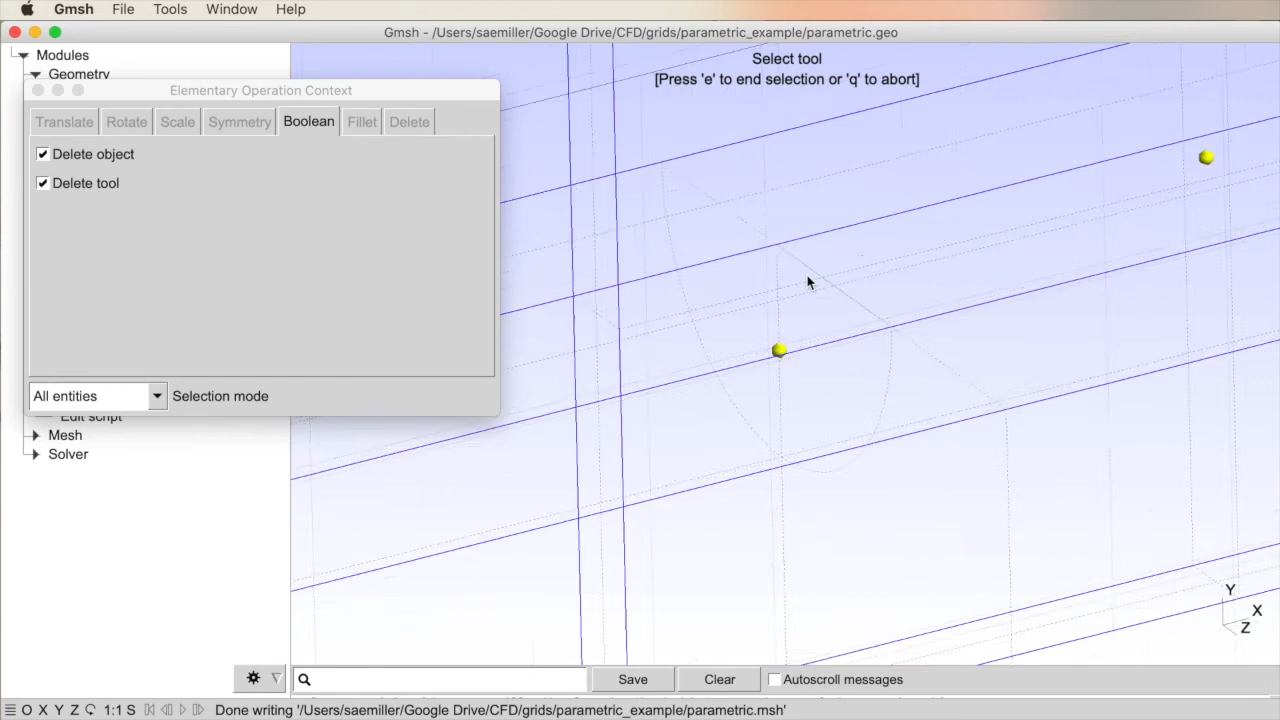 Gmsh File Tools Window Help
Gmsh - /Users/saemiller/Google Drive/CFD/grids/parametric_example/parametric.geo
Modules
Geometry
Elementary Operation Context
Translate Rotate Scale Symmetry Boolean Fillet Delete
Delete object
Delete tool
All entities Selection mode
Edit script
Mesh
Solver
Select tool
[Press 'e' to end selection or 'q' to abort]
Y
X
Z
Save Clear Autoscroll messages
O X Y Z 1:1 S Done writing '/Users/saemiller/Google Drive/CFD/grids/parametric_example/parametric.msh'